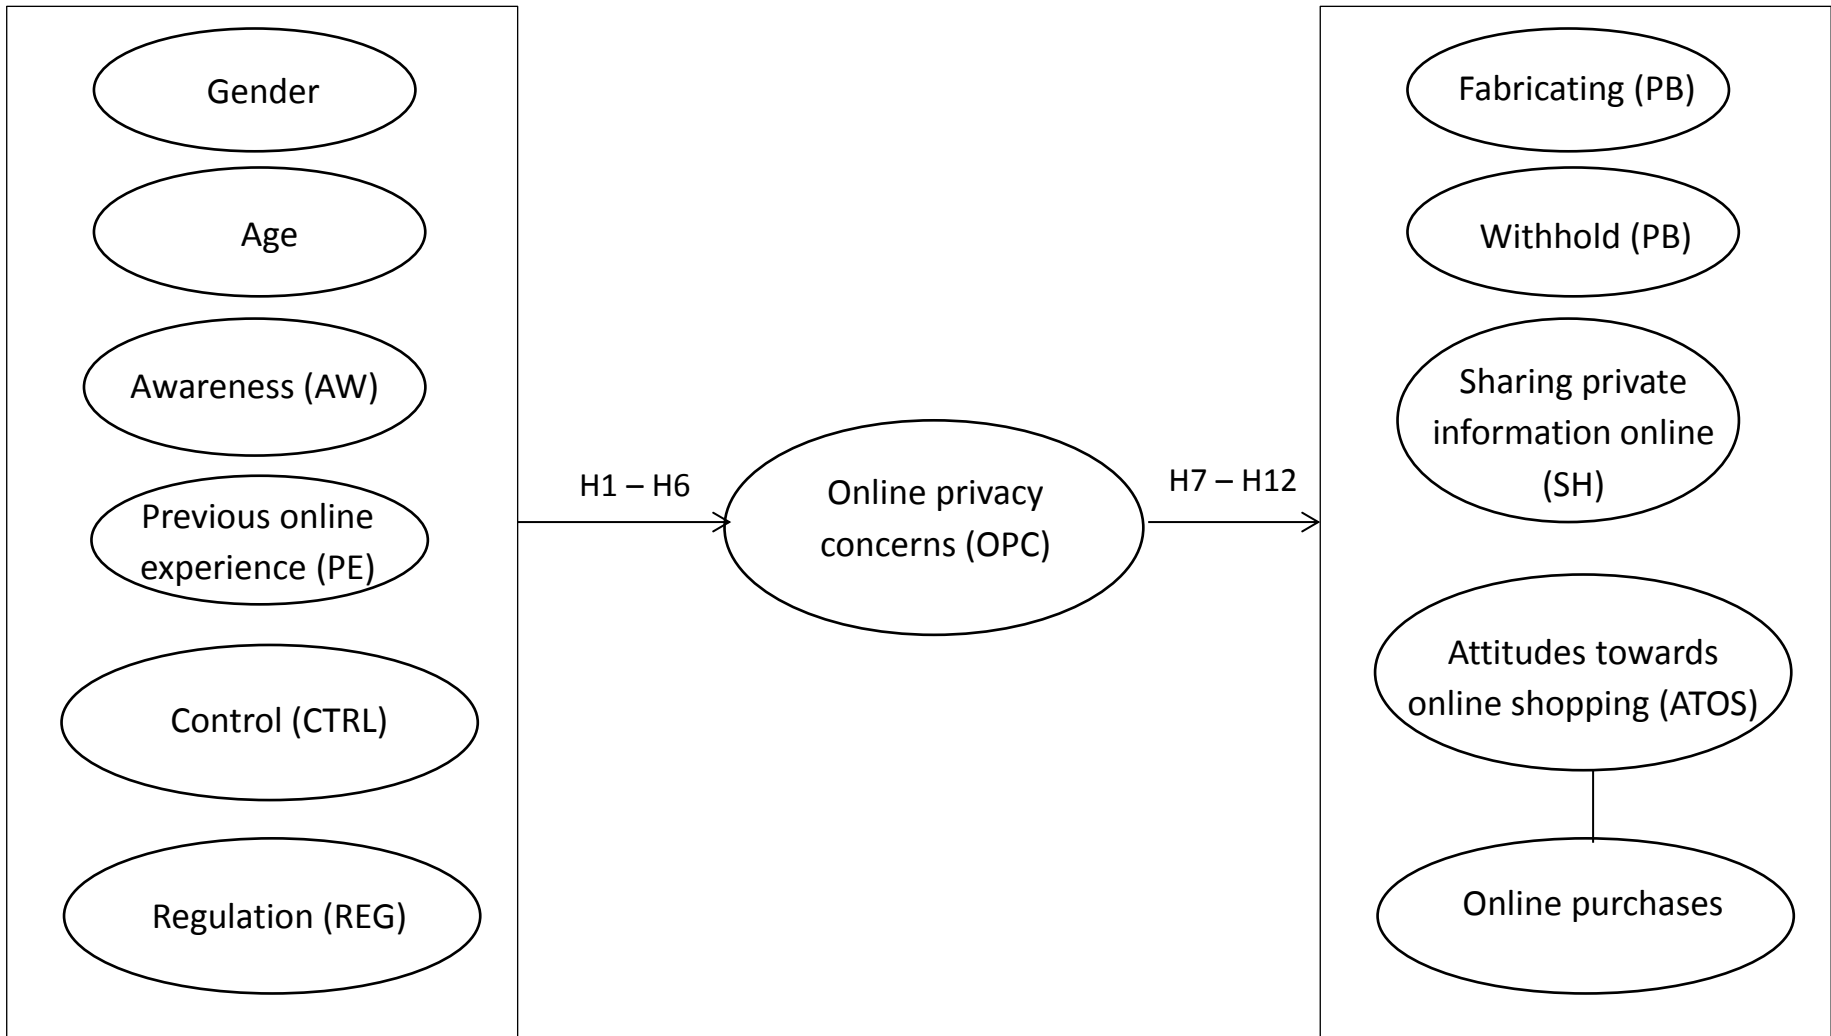 Gender
Age
Awareness (AW)
Previous online
experience (PE)
Control (CTRL)
Regulation (REG)
H1 – H6
Online privacy
concerns (OPC)
H7 – H12
Fabricating (PB)
Withhold (PB)
Sharing private
information online
(SH)
Attitudes towards
online shopping (ATOS)
Online purchases